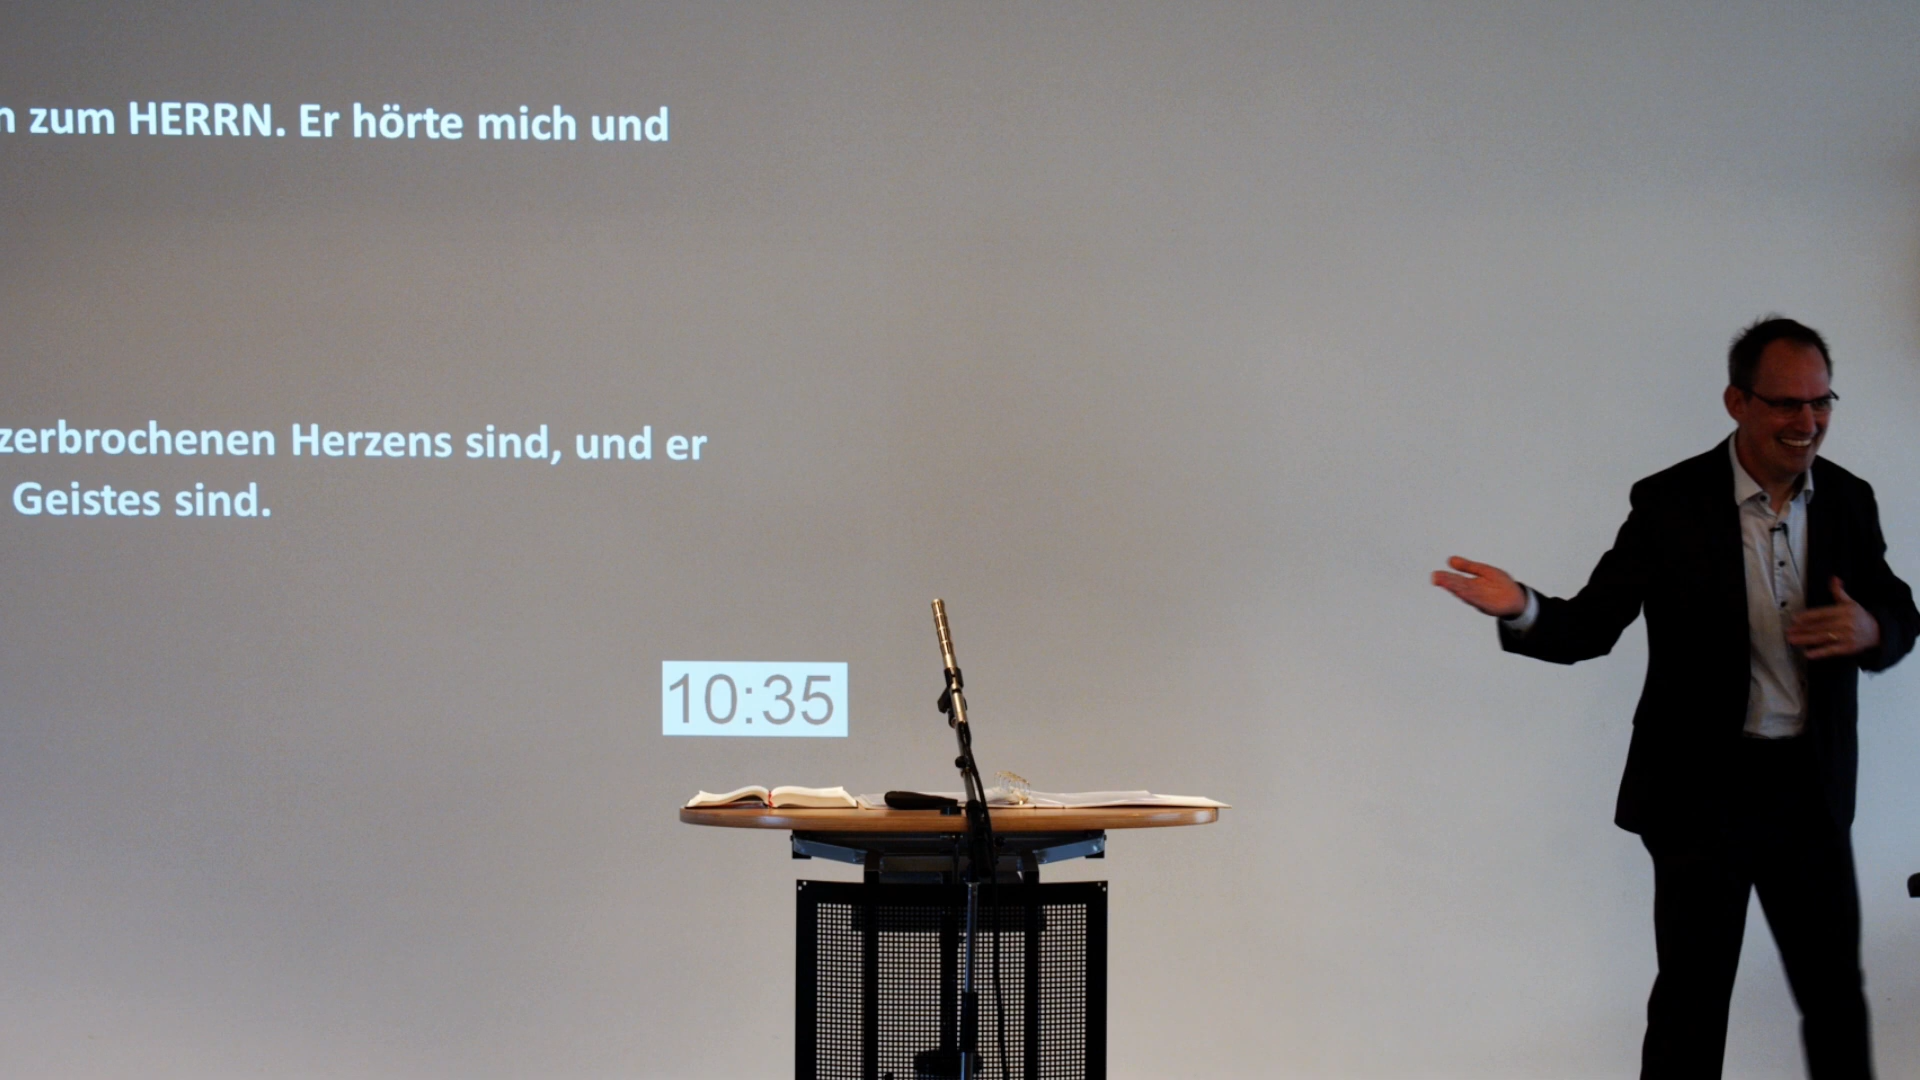 n zum HERRN. Er hörte mich und
zerbrochenen Herzens sind, und er
Geistes sind.
10:35